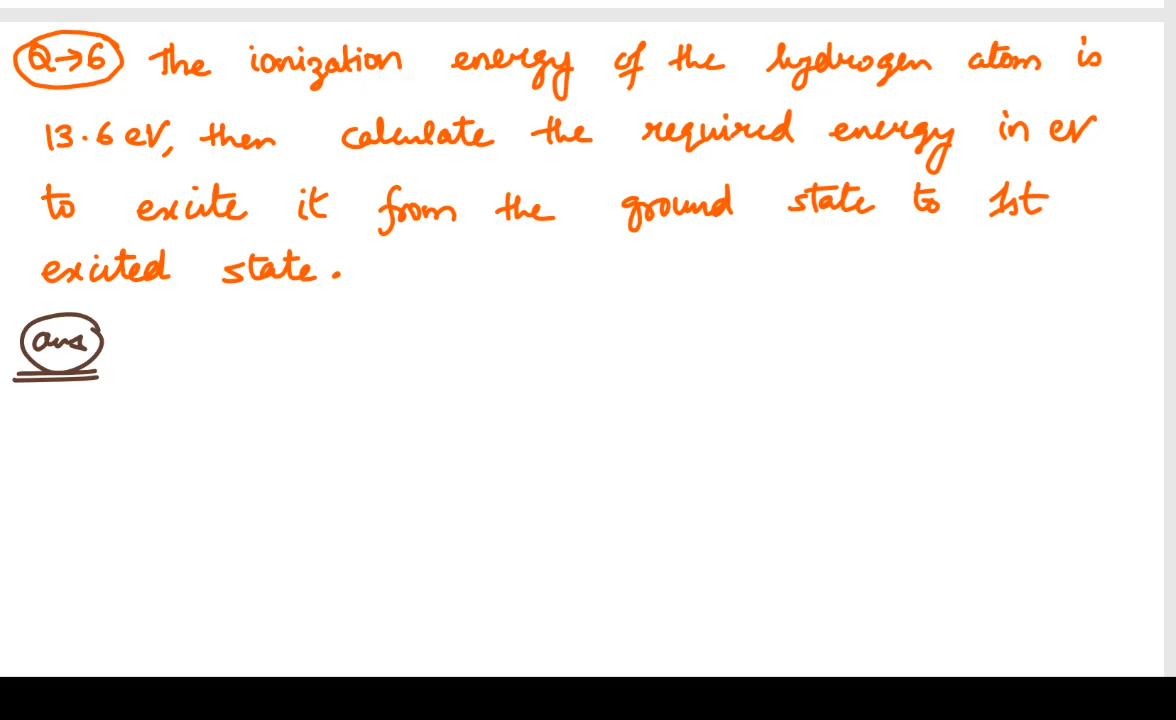 Q→6 The ionization energy of the hydrogen atom is
13.6 eV, then calculate the required energy in eV
to excite it from the ground state to 1st
excited state.
ans